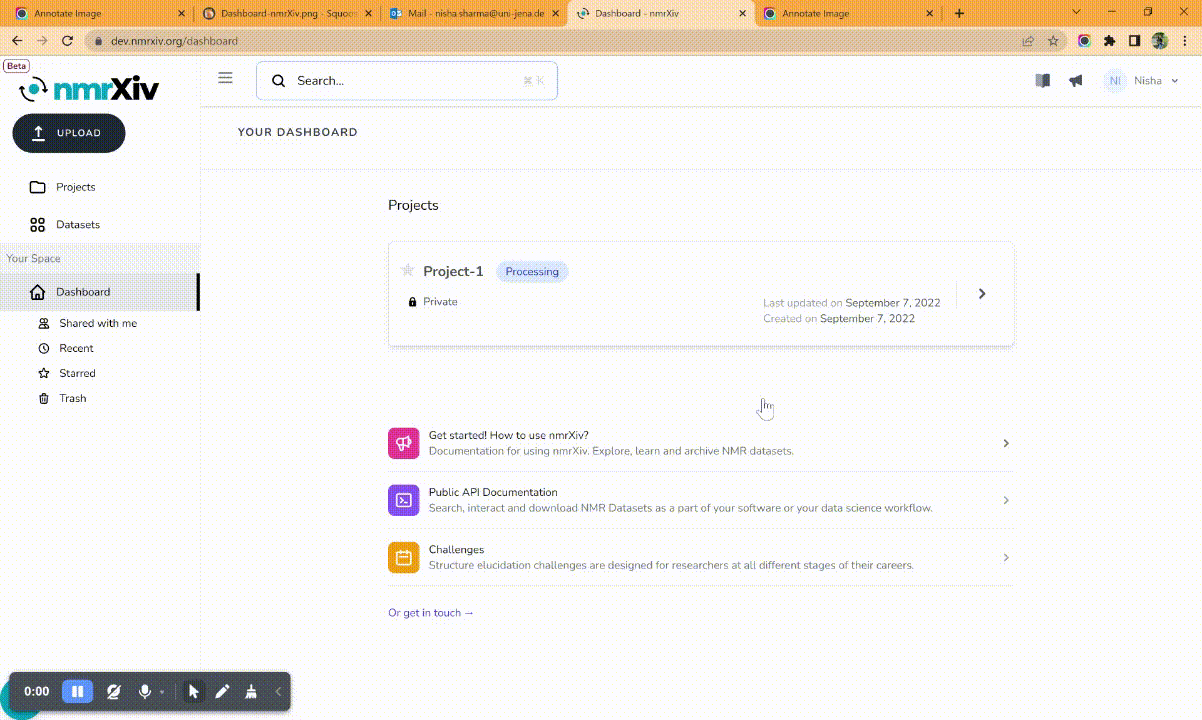 Annotate Image
Dashboard-nmrXiv.png - Squoo
Mail - nisha.sharma@uni-jena.de
Dashboard - nmrXiv
Annotate Image
dev.nmrxiv.org/dashboard
Beta
nmrXiv
Search...
⌘ K
NI
Nisha
UPLOAD
YOUR DASHBOARD
Projects
Datasets
Your Space
Dashboard
Shared with me
Recent
Starred
Trash
Projects
Project-1
Processing
Private
Last updated on September 7, 2022
Created on September 7, 2022
Get started! How to use nmrXiv?
Documentation for using nmrXiv. Explore, learn and archive NMR datasets.
Public API Documentation
Search, interact and download NMR Datasets as a part of your software or your data science workflow.
Challenges
Structure elucidation challenges are designed for researchers at all different stages of their careers.
Or get in touch →
0:00